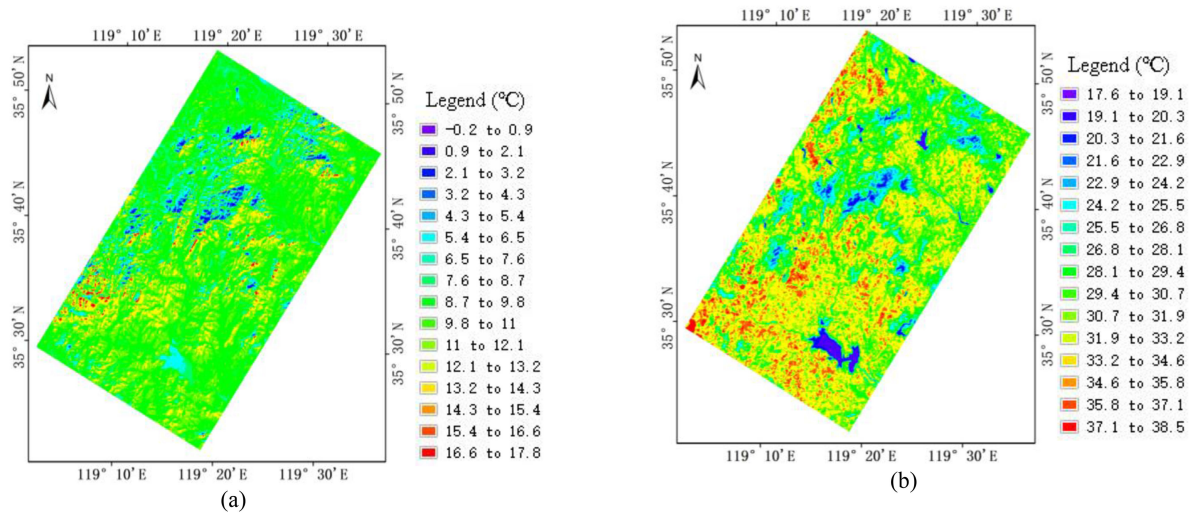 119° 10′ E 119° 20′ E 119° 30′ E
35° 50′ N
35° 40′ N
35° 30′ N
N
35° 50′ N
35° 40′ N
35° 30′ N
119° 10′ E 119° 20′ E 119° 30′ E
Legend (℃)
-0.2 to 0.9
0.9 to 2.1
2.1 to 3.2
3.2 to 4.3
4.3 to 5.4
5.4 to 6.5
6.5 to 7.6
7.6 to 8.7
8.7 to 9.8
9.8 to 11
11 to 12.1
12.1 to 13.2
13.2 to 14.3
14.3 to 15.4
15.4 to 16.6
16.6 to 17.8
(a)
119° 10′ E 119° 20′ E 119° 30′ E
35° 50′ N
35° 40′ N
35° 30′ N
N
35° 50′ N
35° 40′ N
35° 30′ N
119° 10′ E 119° 20′ E 119° 30′ E
Legend (℃)
17.6 to 19.1
19.1 to 20.3
20.3 to 21.6
21.6 to 22.9
22.9 to 24.2
24.2 to 25.5
25.5 to 26.8
26.8 to 28.1
28.1 to 29.4
29.4 to 30.7
30.7 to 31.9
31.9 to 33.2
33.2 to 34.6
34.6 to 35.8
35.8 to 37.1
37.1 to 38.5
(b)